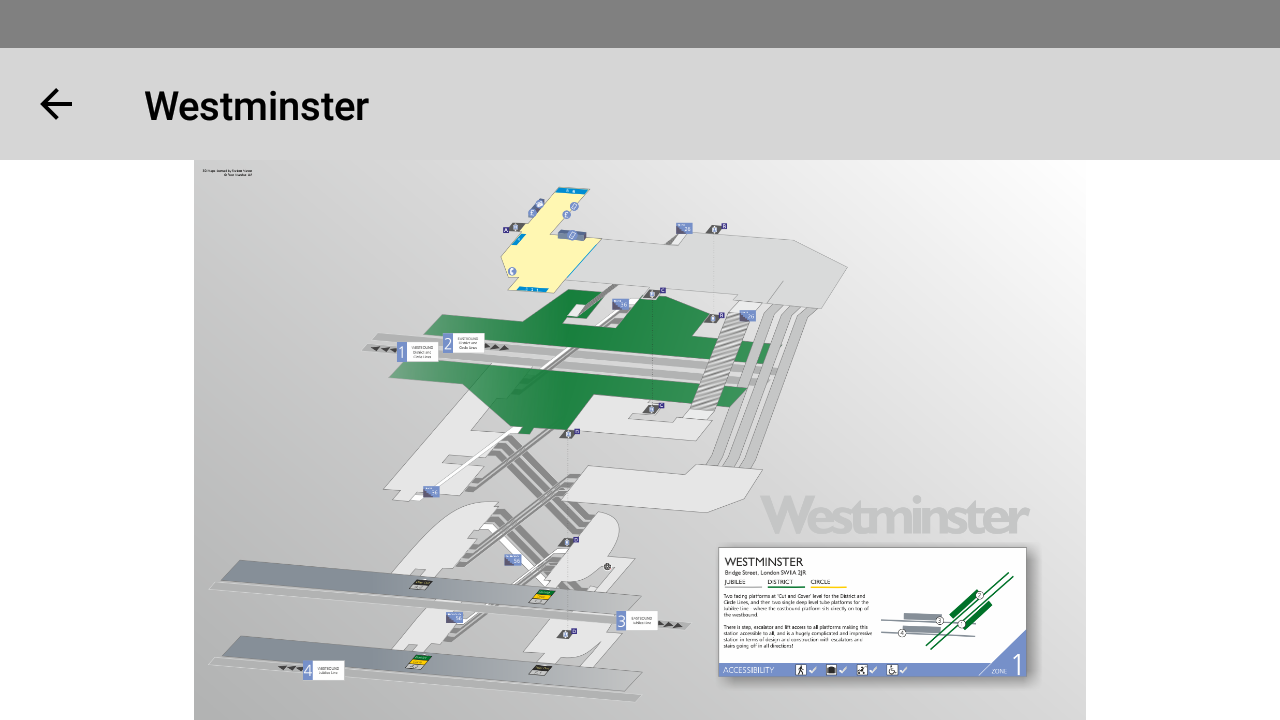 Westminster
1
WESTBOUND
District and
Circle Lines
2
EASTBOUND
District and
Circle Lines
Westminster
WESTMINSTER
Bridge Street, London SW1A 2JR
JUBILEE DISTRICT CIRCLE
Two facing platforms at 'Cut and Cover' level for the District and
Circle Lines, and then two single deep level tube platforms for the
Jubilee Line - where the eastbound platform sits directly on top of
the westbound.
There is step, escalator and lift access to all platforms making this
station accessible to all, and is a hugely complicated and impressive
station in terms of design and construction with escalators and
stairs going off in all directions!
ACCESSIBILITY
ZONE 1
3
EASTBOUND
Jubilee Line
4
WESTBOUND
Jubilee Line